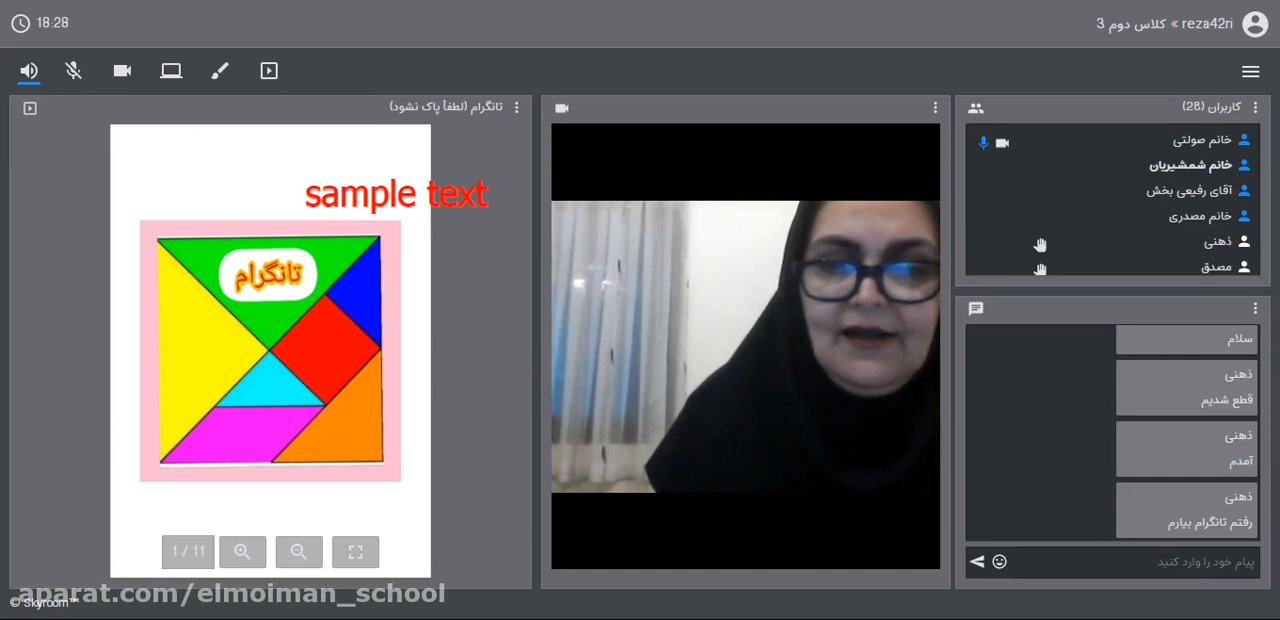 18:28
reza42ri » کلاس دوم 3
تانگرام (لطفاً پاک نشود)
sample text
تانگرام
1 / 11
کاربران (28)
خانم صولتی
خانم شمشیریان
آقای رفیعی بخش
خانم مصدری
ذهنی
مصدق
سلام
ذهنی
قطع شدیم
ذهنی
آمدم
ذهنی
رفتم تانگرام بیارم
پیام خود را وارد کنید
aparat.com/elmoiman_school
© Skyroom™